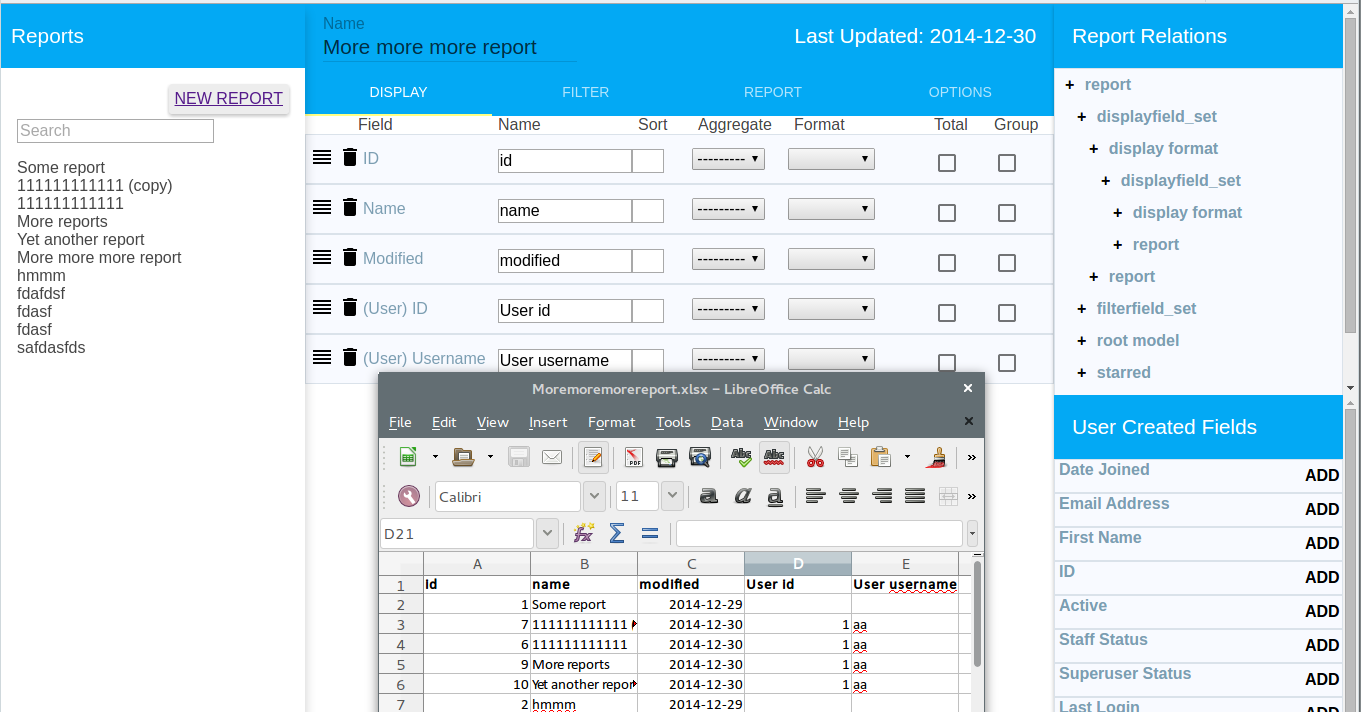 Reports
NEW REPORT
Search
Some report
111111111111 (copy)
111111111111
More reports
Yet another report
More more more report
hmmm
fdafdsf
fdasf
fdasf
safdasfds
Name
More more more report
Last Updated: 2014-12-30
DISPLAY FILTER REPORT OPTIONS
Field Name Sort Aggregate Format Total Group
ID id ---------
Name name ---------
Modified modified ---------
(User) ID User id ---------
(User) Username User username ---------
Moremoremorereport.xlsx – LibreOffice Calc
File Edit View Insert Format Tools Data Window Help
PDF Abc Abc »
Calibri 11 a a a »
D21 fx Σ =
A B C D E
1 id name modified User id User username
2 1 Some report 2014-12-29
3 7 111111111111 2014-12-30 1 aa
4 6 111111111111 2014-12-30 1 aa
5 9 More reports 2014-12-30 1 aa
6 10 Yet another repor 2014-12-30 1 aa
7 2 hmmm 2014-12-29
Report Relations
+ report
+ displayfield_set
+ display format
+ displayfield_set
+ display format
+ report
+ report
+ filterfield_set
+ root model
+ starred
User Created Fields
Date Joined ADD
Email Address ADD
First Name ADD
ID ADD
Active ADD
Staff Status ADD
Superuser Status ADD
Last Login ADD